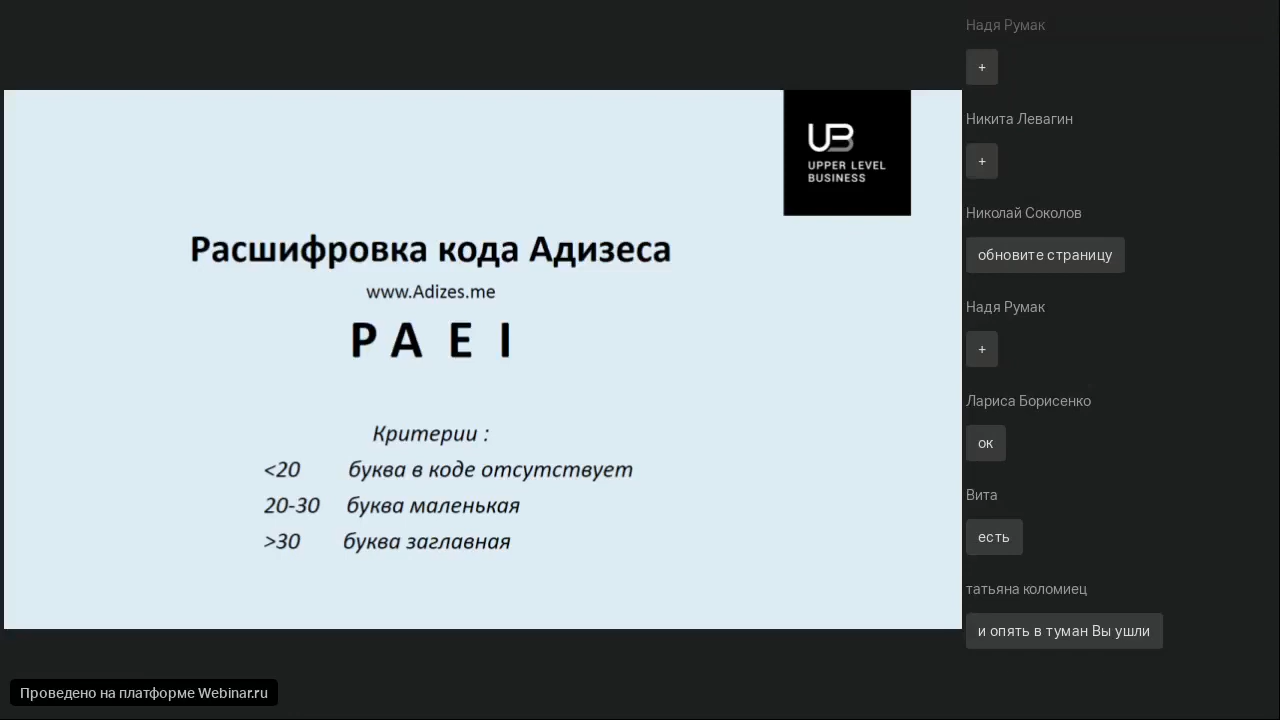 UB
UPPER LEVEL
BUSINESS
Расшифровка кода Адизеса
www.Adizes.me
P A E I
Критерии :
<20 буква в коде отсутствует
20-30 буква маленькая
>30 буква заглавная
Проведено на платформе Webinar.ru
Надя Румак
+
Никита Левагин
+
Николай Соколов
обновите страницу
Надя Румак
+
Лариса Борисенко
ок
Вита
есть
татьяна коломиец
и опять в туман Вы ушли